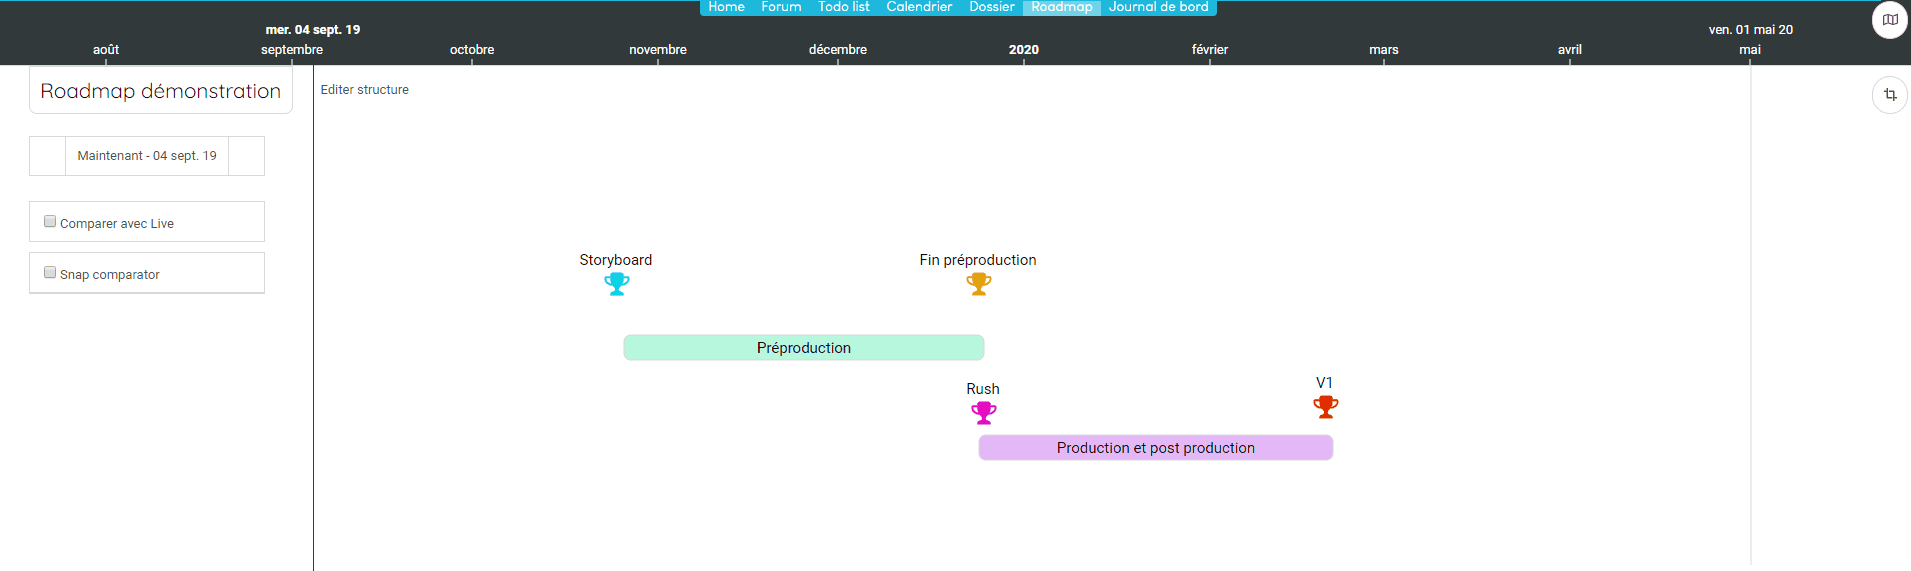 Home Forum Todo list Calendrier Dossier Roadmap Journal de bord
mer. 04 sept. 19
ven. 01 mai 20
août septembre octobre novembre décembre 2020 février mars avril mai
Roadmap démonstration
Editer structure
Maintenant - 04 sept. 19
Comparer avec Live
Snap comparator
Storyboard
Fin préproduction
Préproduction
Rush
V1
Production et post production